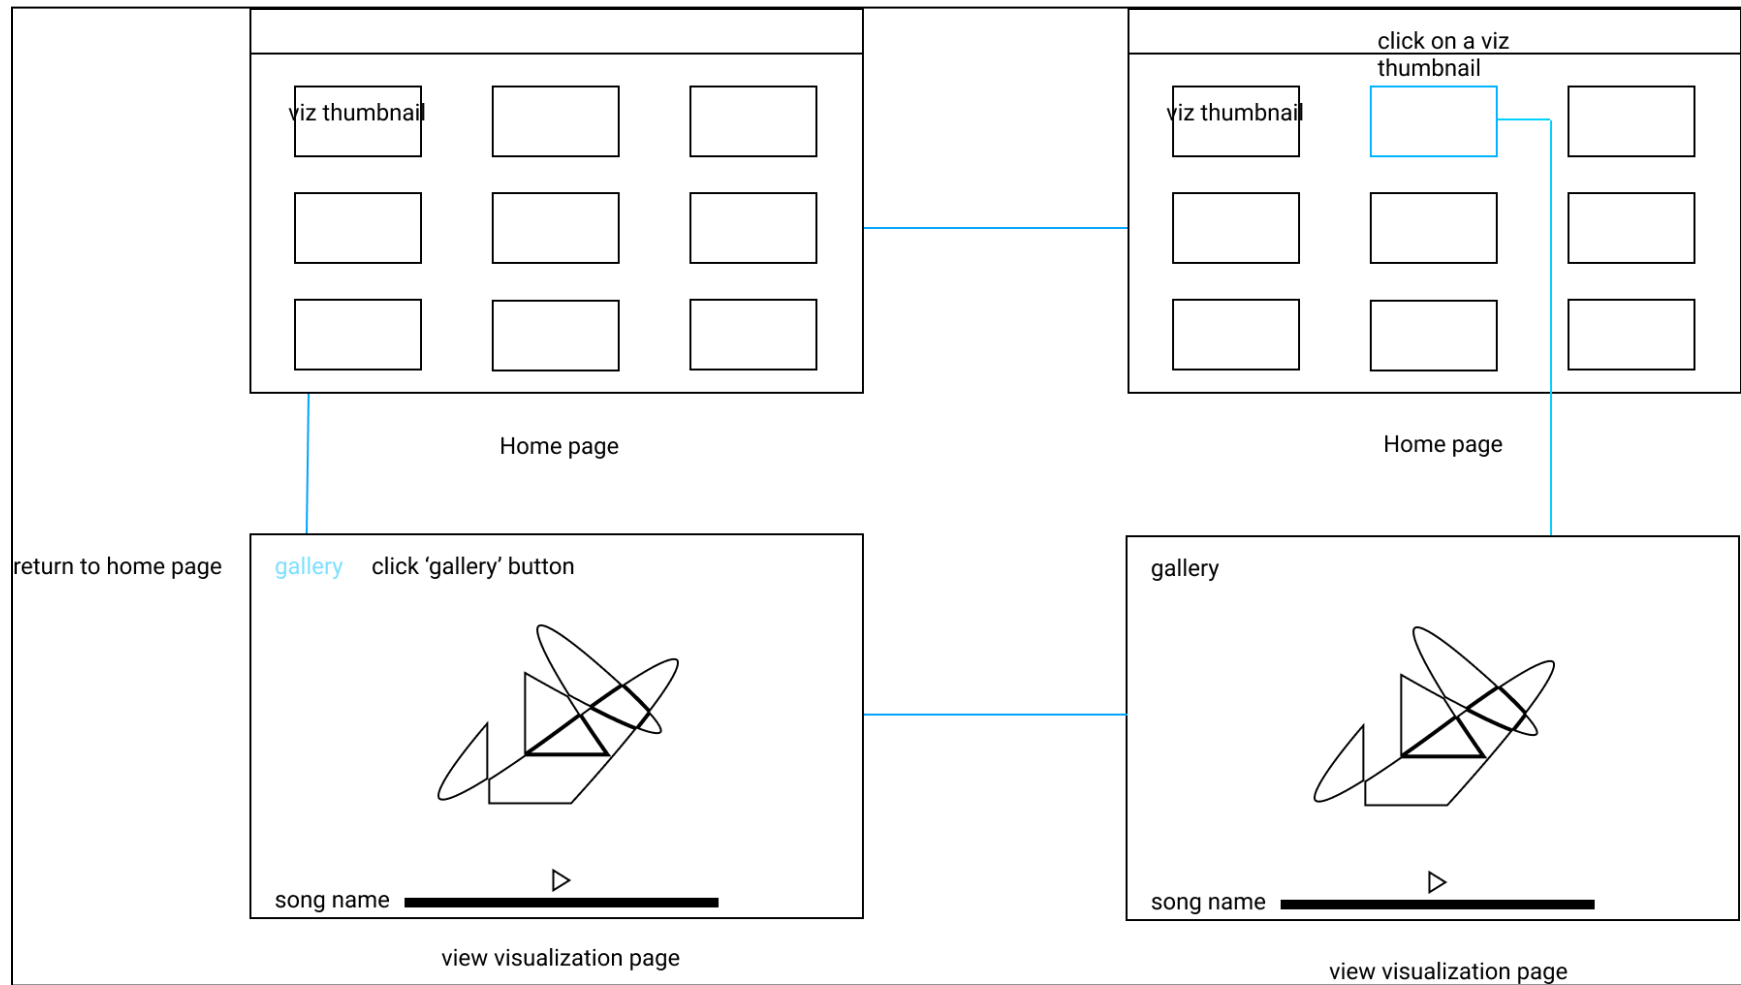 click on a viz
thumbnail
viz thumbnail
viz thumbnail
Home page
Home page
return to home page
gallery
click ‘gallery’ button
gallery
song name
song name
view visualization page
view visualization page